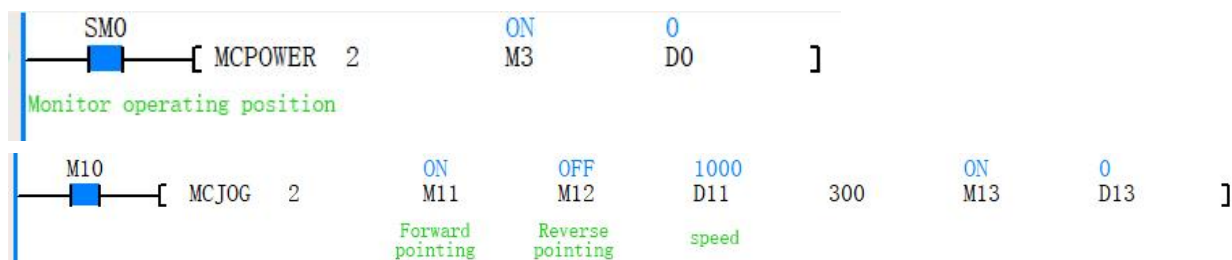 SM0 ON 0
[ MCPOWER 2 M3 D0 ]
Monitor operating position
M10 ON OFF 1000 ON 0
[ MCJOG 2 M11 M12 D11 300 M13 D13 ]
Forward Reverse speed
pointing pointing